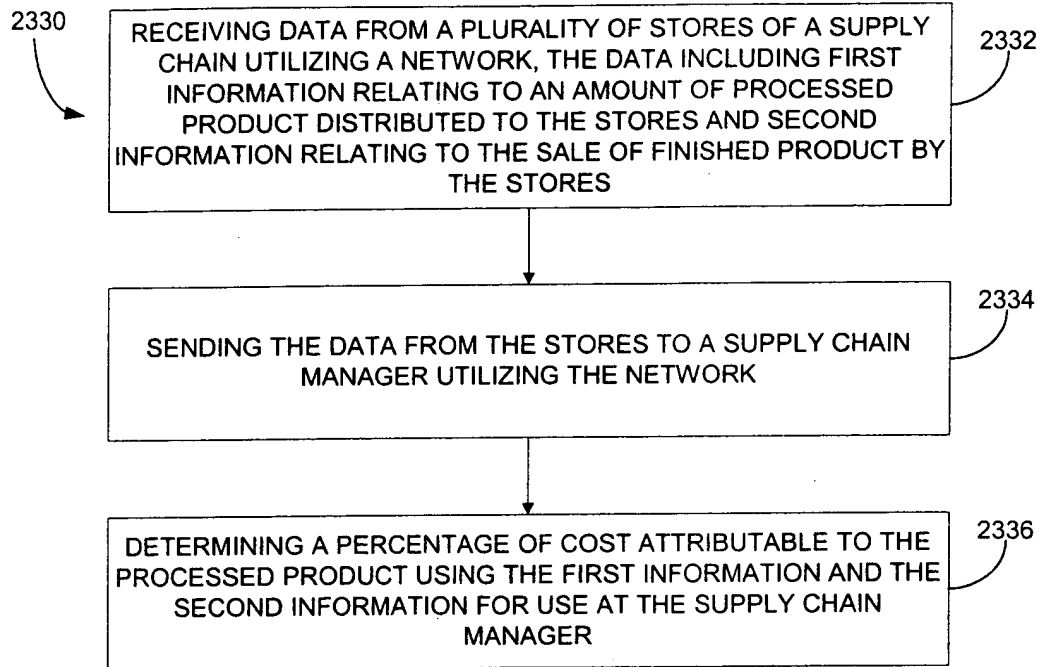 2330
RECEIVING DATA FROM A PLURALITY OF STORES OF A SUPPLY
CHAIN UTILIZING A NETWORK, THE DATA INCLUDING FIRST
INFORMATION RELATING TO AN AMOUNT OF PROCESSED
PRODUCT DISTRIBUTED TO THE STORES AND SECOND
INFORMATION RELATING TO THE SALE OF FINISHED PRODUCT BY
THE STORES
2332
SENDING THE DATA FROM THE STORES TO A SUPPLY CHAIN
MANAGER UTILIZING THE NETWORK
2334
DETERMINING A PERCENTAGE OF COST ATTRIBUTABLE TO THE
PROCESSED PRODUCT USING THE FIRST INFORMATION AND THE
SECOND INFORMATION FOR USE AT THE SUPPLY CHAIN
MANAGER
2336